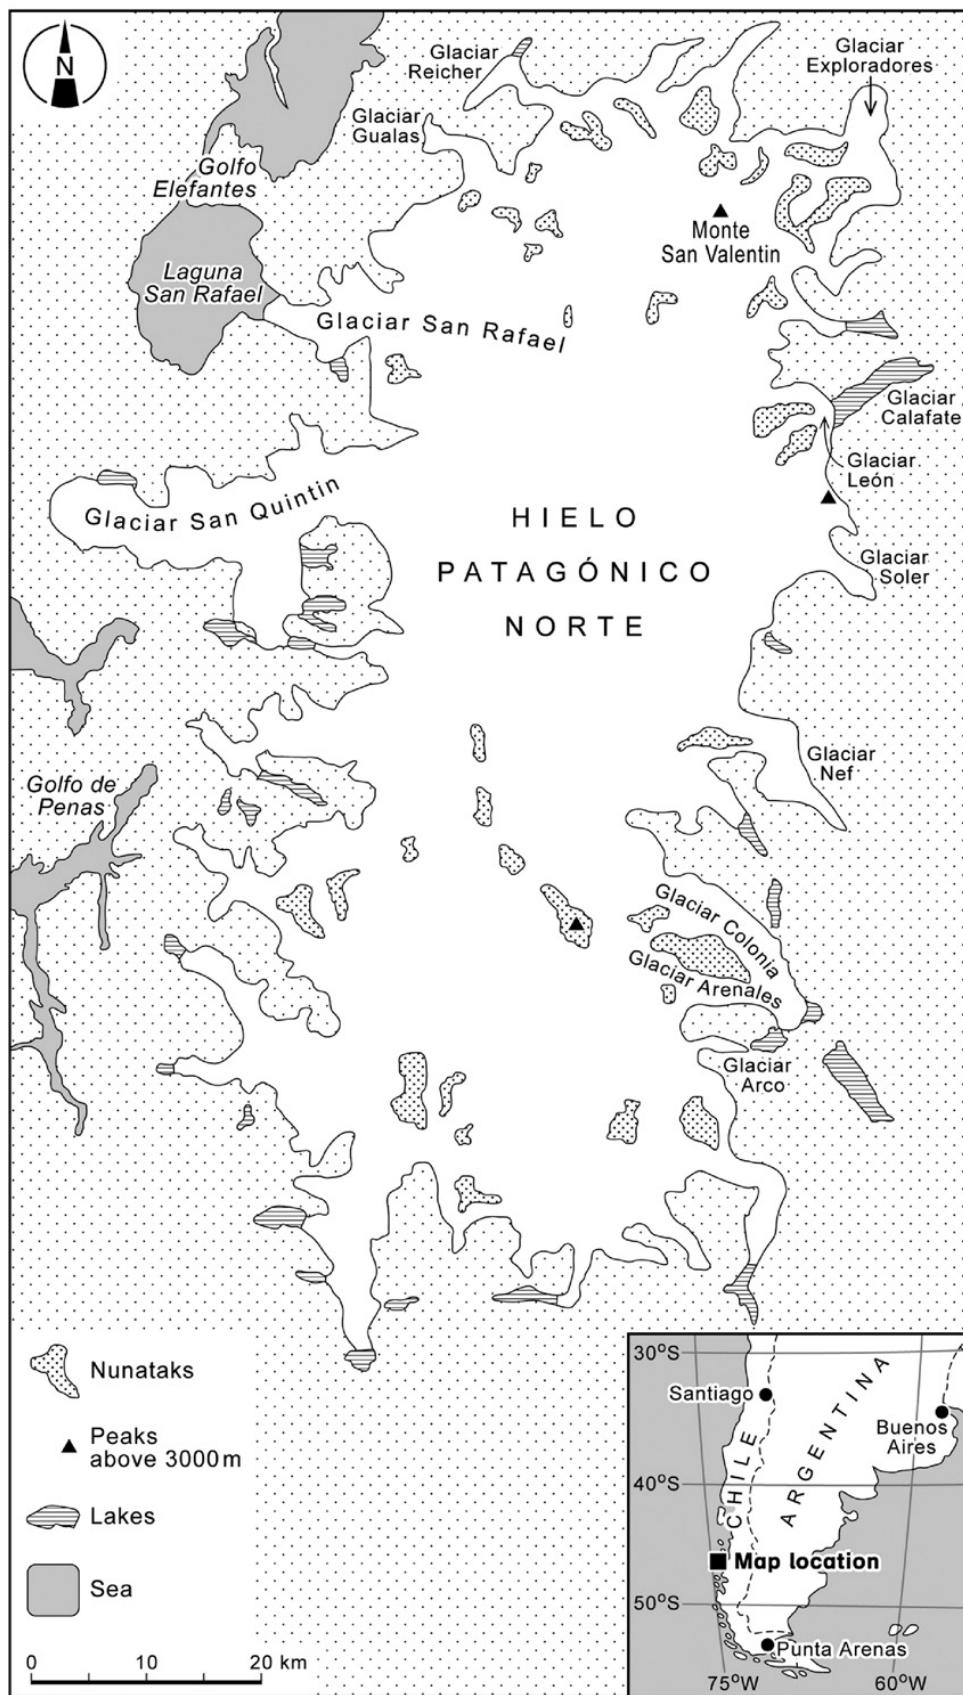 N
Glaciar
Reicher
Glaciar
Exploradores
Glaciar
Gualas
Golfo
Elefantes
Monte
San Valentin
Laguna
San Rafael
Glaciar San Rafael
Glaciar
Calafate
Glaciar
León
Glaciar San Quintin
HIELO
PATAGÓNICO
NORTE
Glaciar
Soler
Glaciar
Nef
Golfo de
Penas
Glaciar Colonia
Glaciar Arenales
Glaciar
Arco
Nunataks
Peaks
above 3000 m
Lakes
Sea
0 10 20 km
30°S
Santiago
Buenos
Aires
CHILE
ARGENTINA
40°S
Map location
50°S
Punta Arenas
75°W 60°W